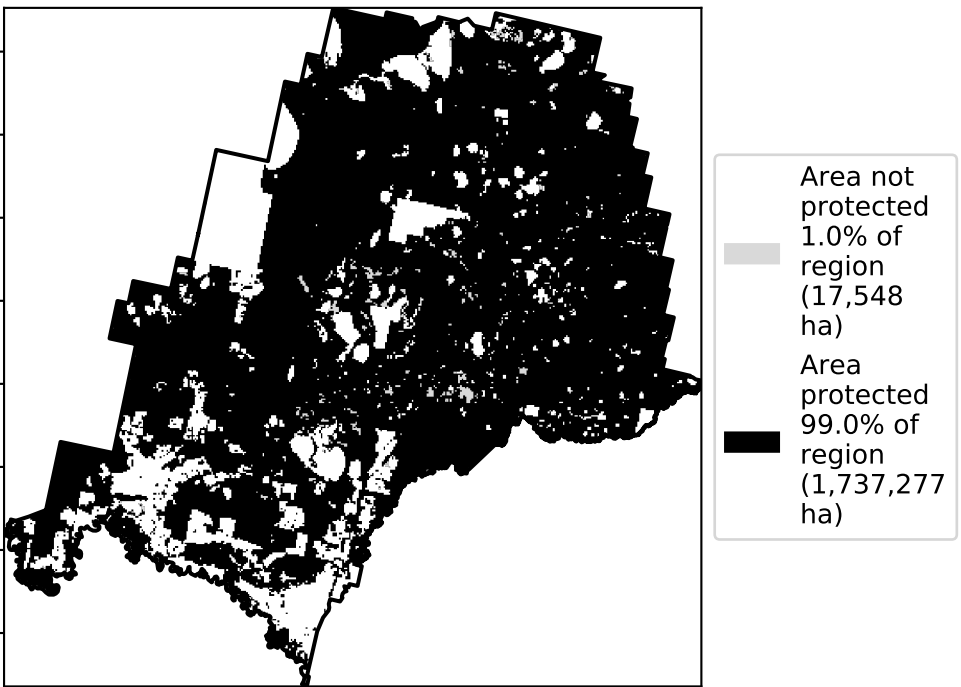 Area not
protected
1.0% of
region
(17,548
ha)
Area
protected
99.0% of
region
(1,737,277
ha)